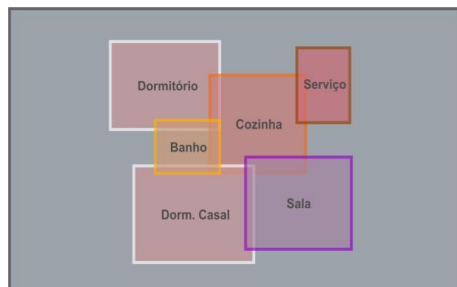 Dormitório
Serviço
Cozinha
Banho
Sala
Dorm. Casal